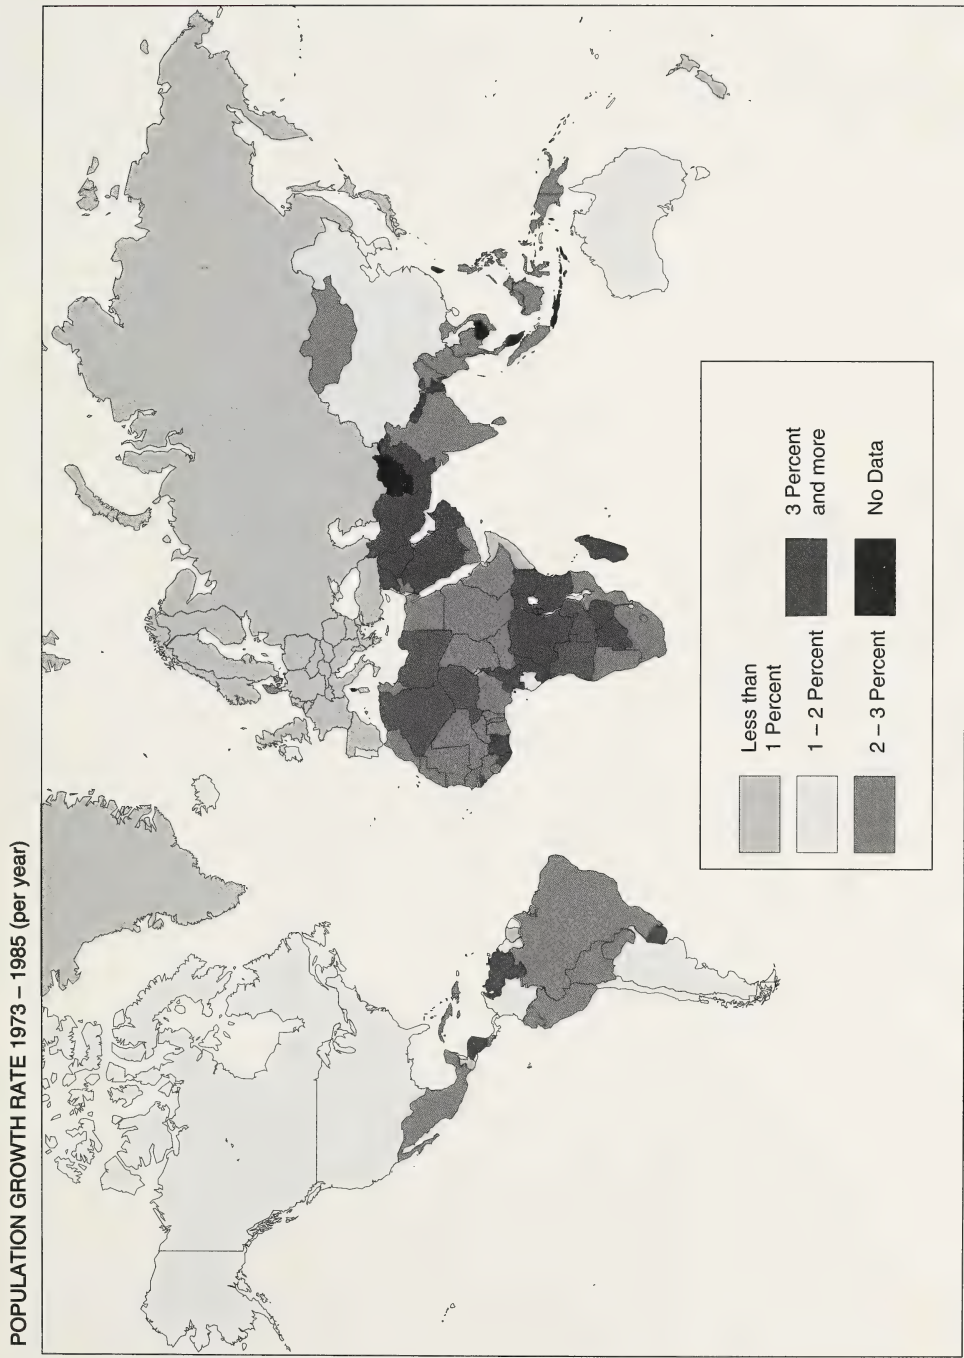 POPULATION GROWTH RATE 1973 – 1985 (per year)
Less than
1 Percent
1 – 2 Percent
2 – 3 Percent
3 Percent
and more
No Data